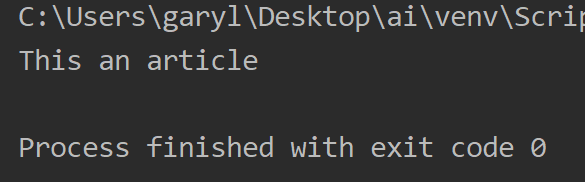 C:\Users\garyl\Desktop\ai\venv\Scrip
This an article
Process finished with exit code 0